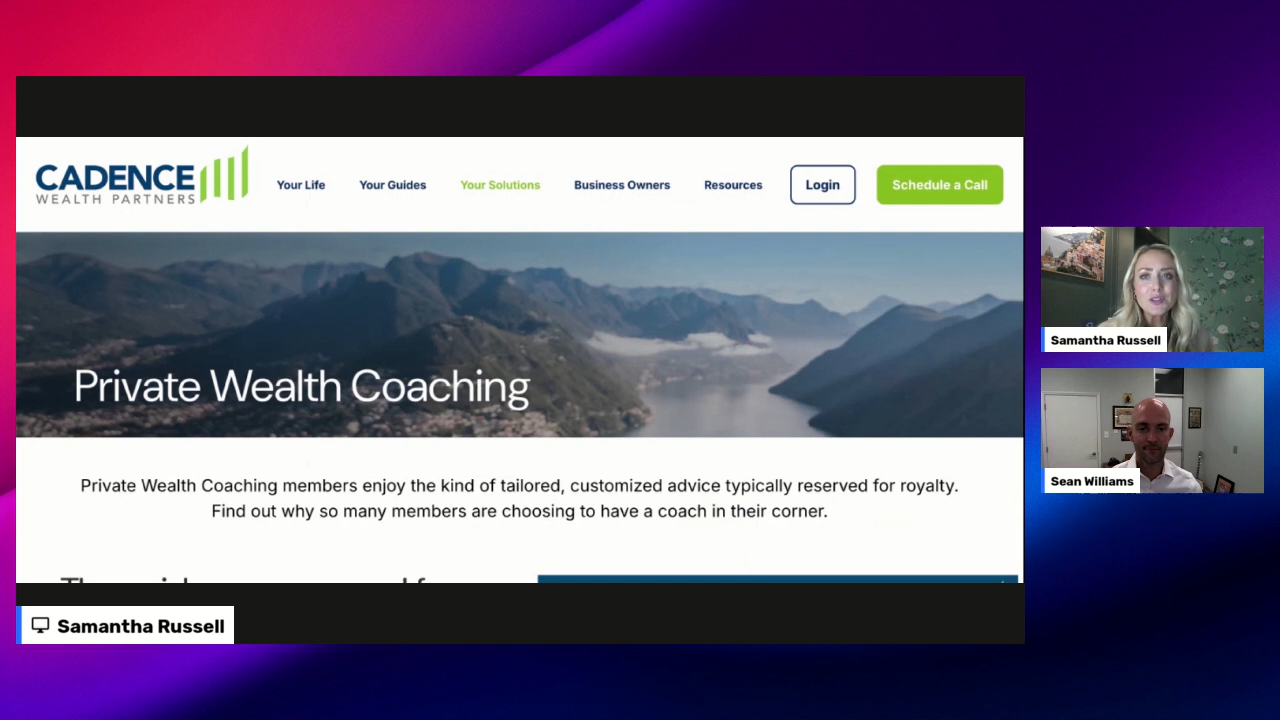 CADENCE
WEALTH PARTNERS
Your Life
Your Guides
Your Solutions
Business Owners
Resources
Login
Schedule a Call
Private Wealth Coaching
Private Wealth Coaching members enjoy the kind of tailored, customized advice typically reserved for royalty.
Find out why so many members are choosing to have a coach in their corner.
Samantha Russell
Samantha Russell
Sean Williams